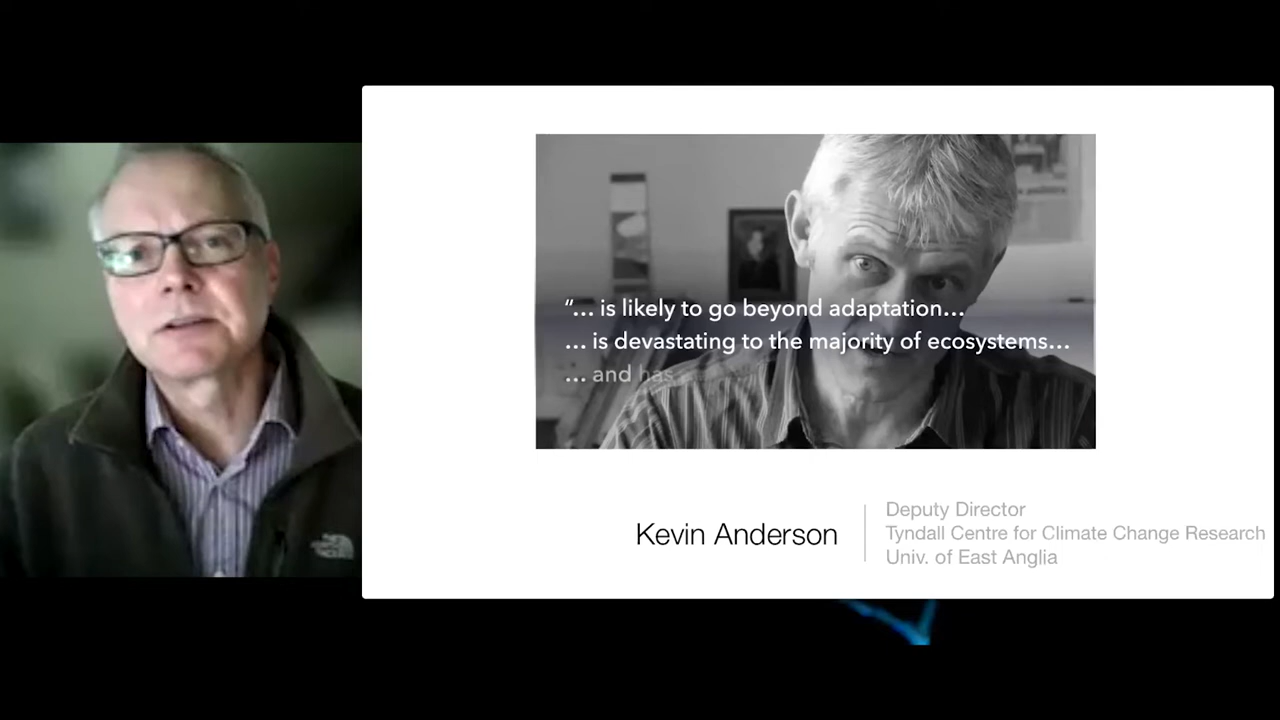 “... is likely to go beyond adaptation...
... is devastating to the majority of ecosystems...
... and has
Kevin Anderson
Deputy Director
Tyndall Centre for Climate Change Research
Univ. of East Anglia